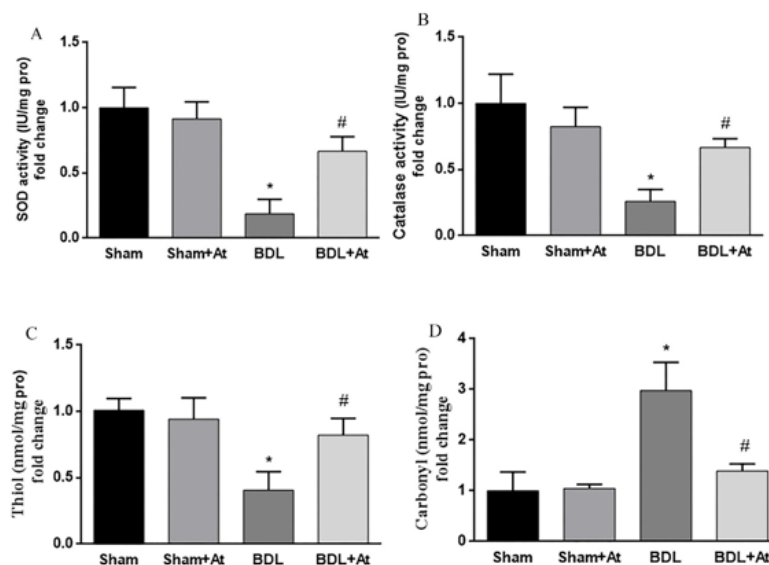 A
SOD activity (IU/mg pro)
fold change
1.5
1.0
0.5
0.0
*
#
Sham Sham+At BDL BDL+At
B
Catalase activity (IU/mg pro)
fold change
1.5
1.0
0.5
0.0
*
#
Sham Sham+At BDL BDL+At
C
Thiol (nmol/mg pro)
fold change
1.5
1.0
0.5
0.0
*
#
Sham Sham+At BDL BDL+At
D
Carbonyl (nmol/mg pro)
fold change
4
3
2
1
0
*
#
Sham Sham+At BDL BDL+At